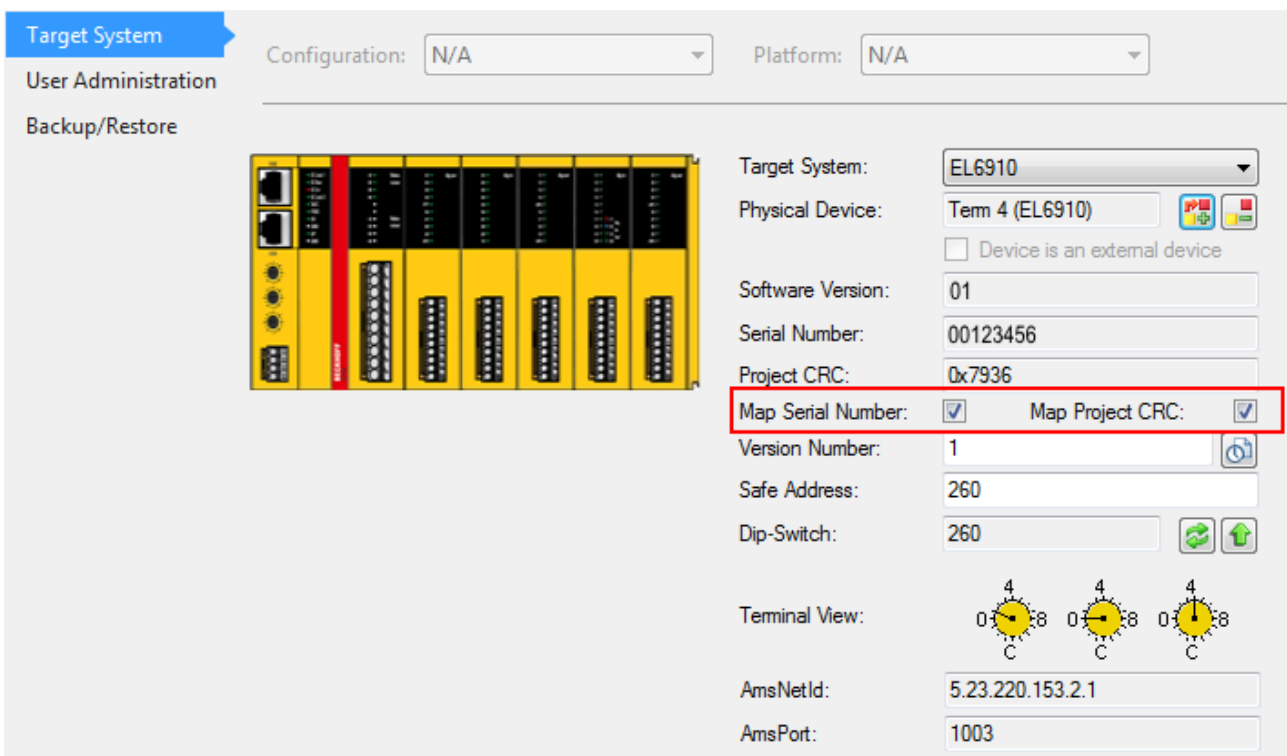 Target System
User Administration
Backup/Restore
Configuration: N/A Platform: N/A
BECKHOFF
Target System: EL6910
Physical Device: Term 4 (EL6910)
Device is an external device
Software Version: 01
Serial Number: 00123456
Project CRC: 0x7936
Map Serial Number: Map Project CRC:
Version Number: 1
Safe Address: 260
Dip-Switch: 260
Terminal View: 4 0 8 C 4 0 8 C 4 0 8 C
AmsNetId: 5.23.220.153.2.1
AmsPort: 1003